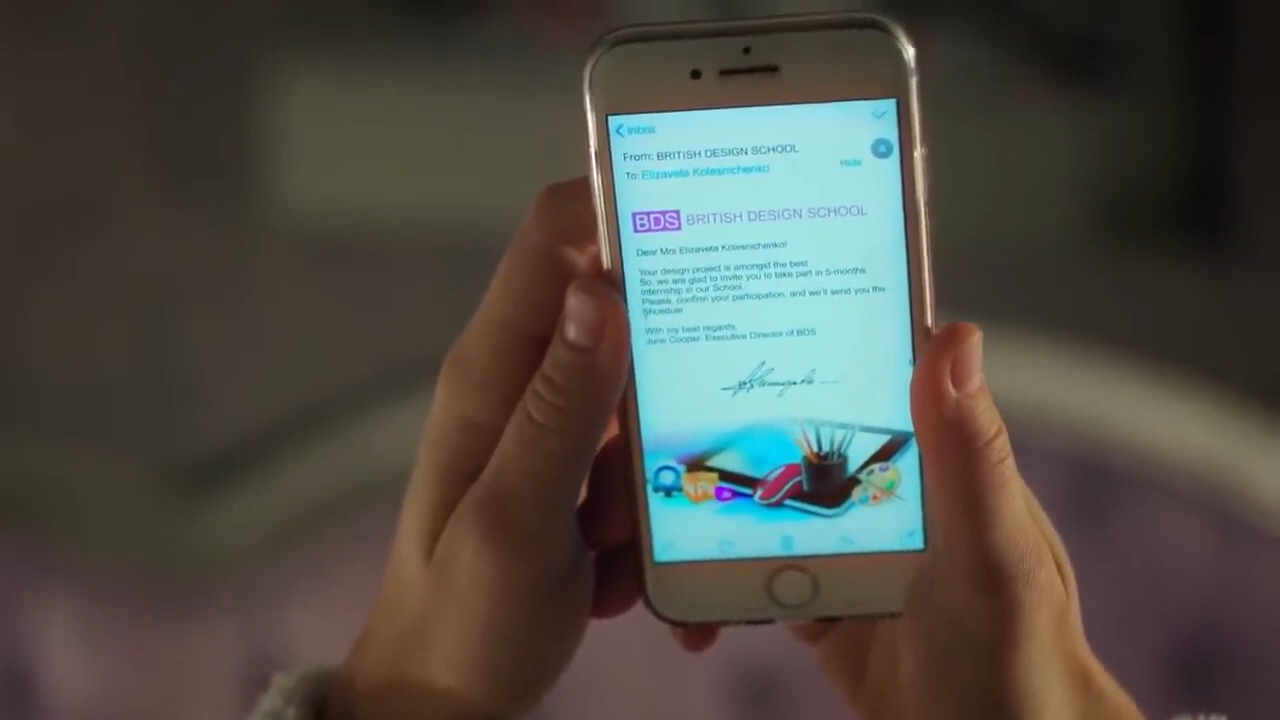 Inbox
From: BRITISH DESIGN SCHOOL
To: Elizaveta Kolesnichenko
Hide
BDS BRITISH DESIGN SCHOOL
Dear Mrs Elizaveta Kolesnichenko!
Your design project is amongst the best
So, we are glad to invite you to take part in 5-months
Internship in our School.
Please, confirm your participation, and we'll send you the
Shcedule
With my best regards,
June Cooper, Executive Director of BDS